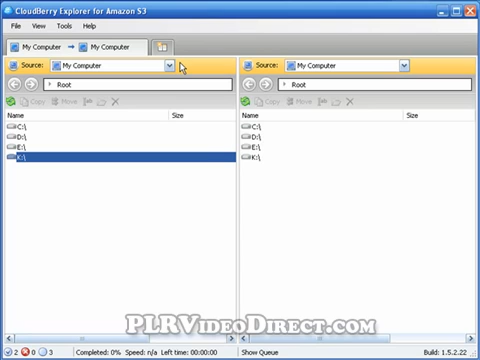 CloudBerry Explorer for Amazon S3
File View Tools Help
My Computer → My Computer
Source: My Computer
Source: My Computer
Root
Root
Copy Move
Copy Move
Name Size
Name Size
C:\
D:\
E:\
K:\
C:\
D:\
E:\
K:\
PLRVideoDirect.com
2 0 3 Completed: 0% Speed: n/a Left time: 00:00:00 Show Queue Build: 1.5.2.22